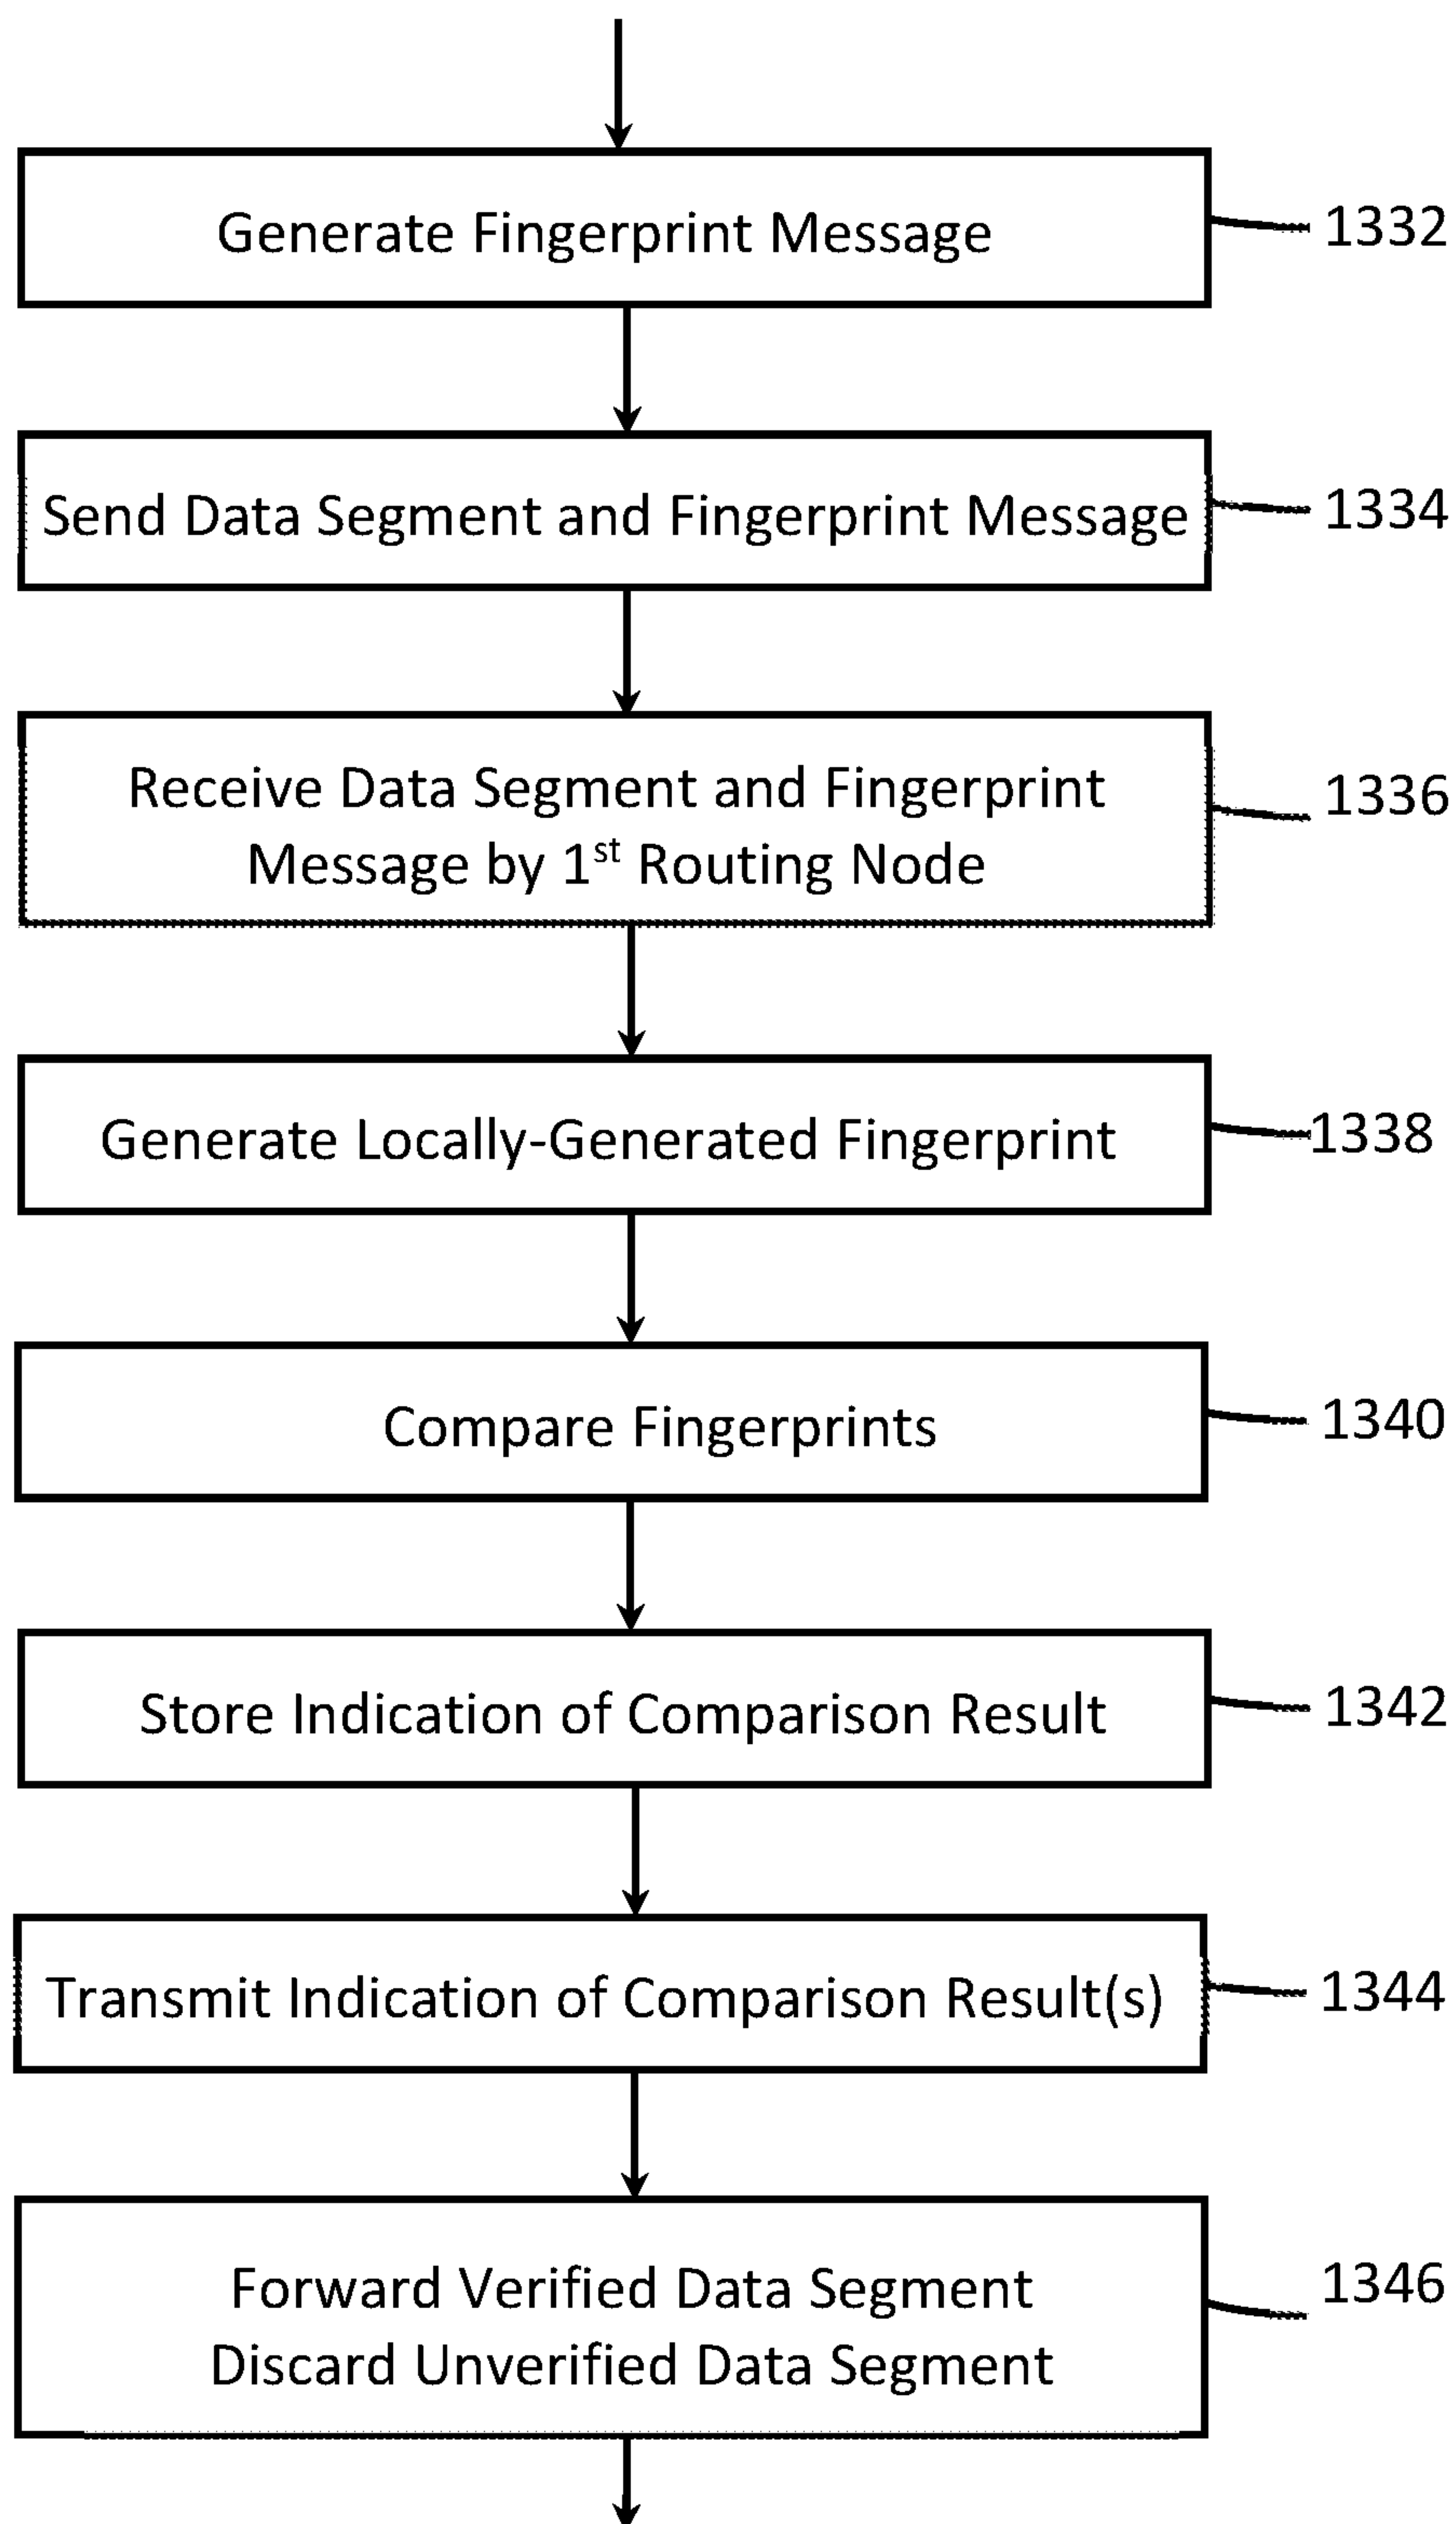 Generate Fingerprint Message
1332
Send Data Segment and Fingerprint Message
1334
Receive Data Segment and Fingerprint
Message by 1st Routing Node
1336
Generate Locally-Generated Fingerprint
1338
Compare Fingerprints
1340
Store Indication of Comparison Result
1342
Transmit Indication of Comparison Result(s)
1344
Forward Verified Data Segment
Discard Unverified Data Segment
1346